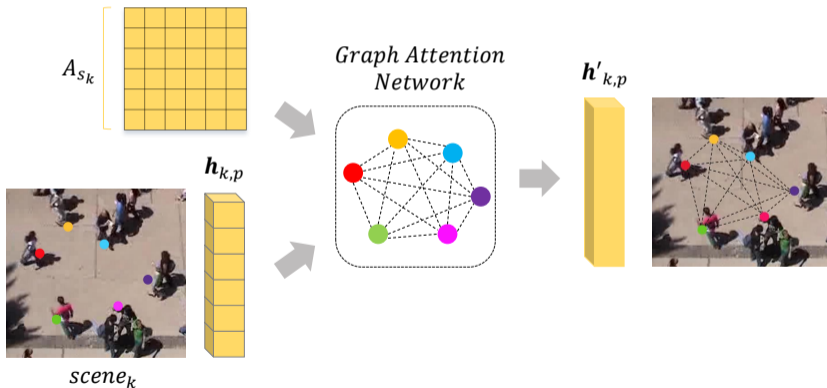 A_{s_k}
Graph Attention
Network
h_{k,p}
h'_{k,p}
scene_k